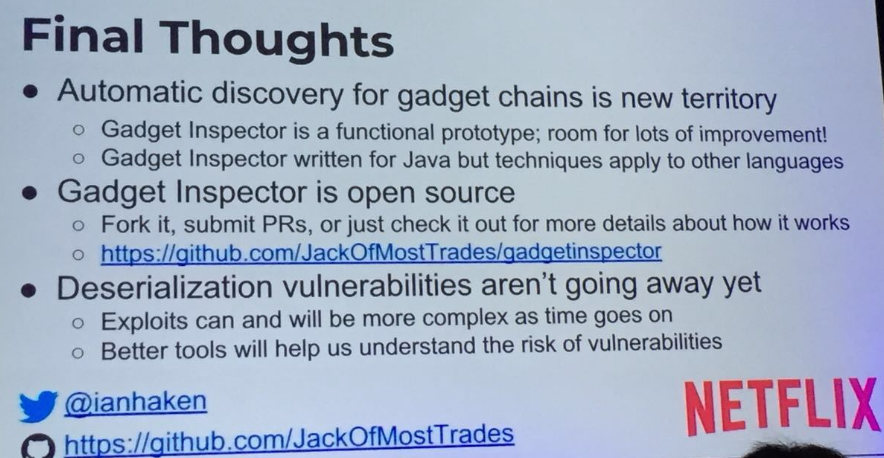 Final Thoughts
● Automatic discovery for gadget chains is new territory
○ Gadget Inspector is a functional prototype; room for lots of improvement!
○ Gadget Inspector written for Java but techniques apply to other languages
● Gadget Inspector is open source
○ Fork it, submit PRs, or just check it out for more details about how it works
○ https://github.com/JackOfMostTrades/gadgetinspector
● Deserialization vulnerabilities aren't going away yet
○ Exploits can and will be more complex as time goes on
○ Better tools will help us understand the risk of vulnerabilities
@ianhaken
https://github.com/JackOfMostTrades
NETFLIX